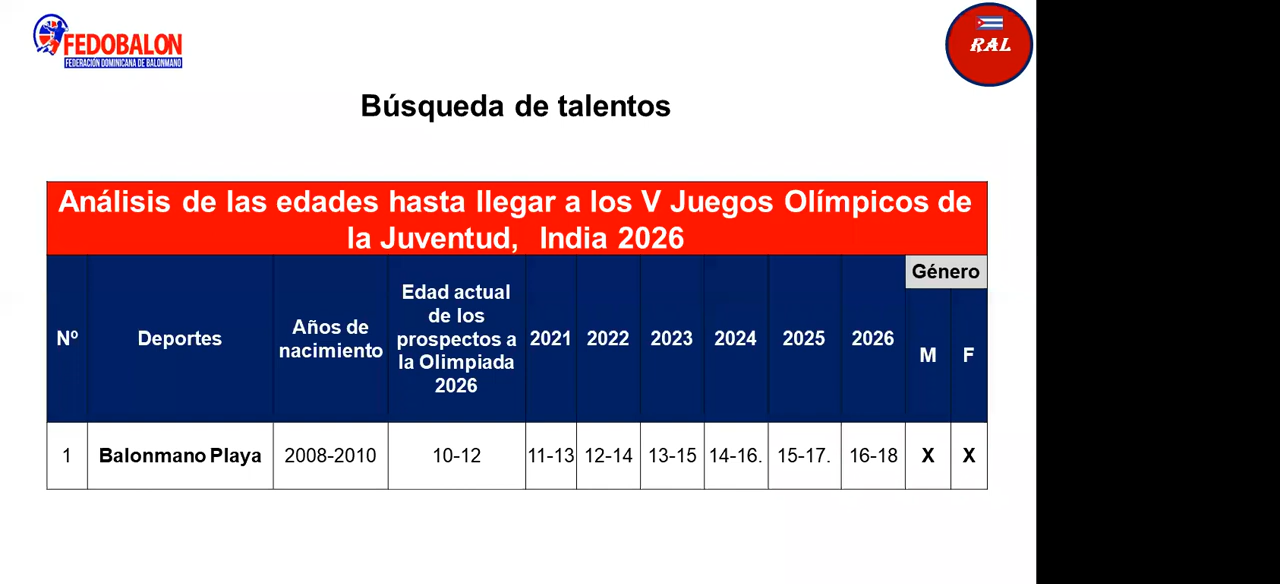 FEDOBALON
FEDERACIÓN DOMINICANA DE BALONMANO
RAL
Búsqueda de talentos
Análisis de las edades hasta llegar a los V Juegos Olímpicos de
la Juventud, India 2026
Nº
Deportes
Años de
nacimiento
Edad actual
de los
prospectos a
la Olimpiada
2026
2021
2022
2023
2024
2025
2026
Género
M
F
1
Balonmano Playa
2008-2010
10-12
11-13
12-14
13-15
14-16.
15-17.
16-18
X
X